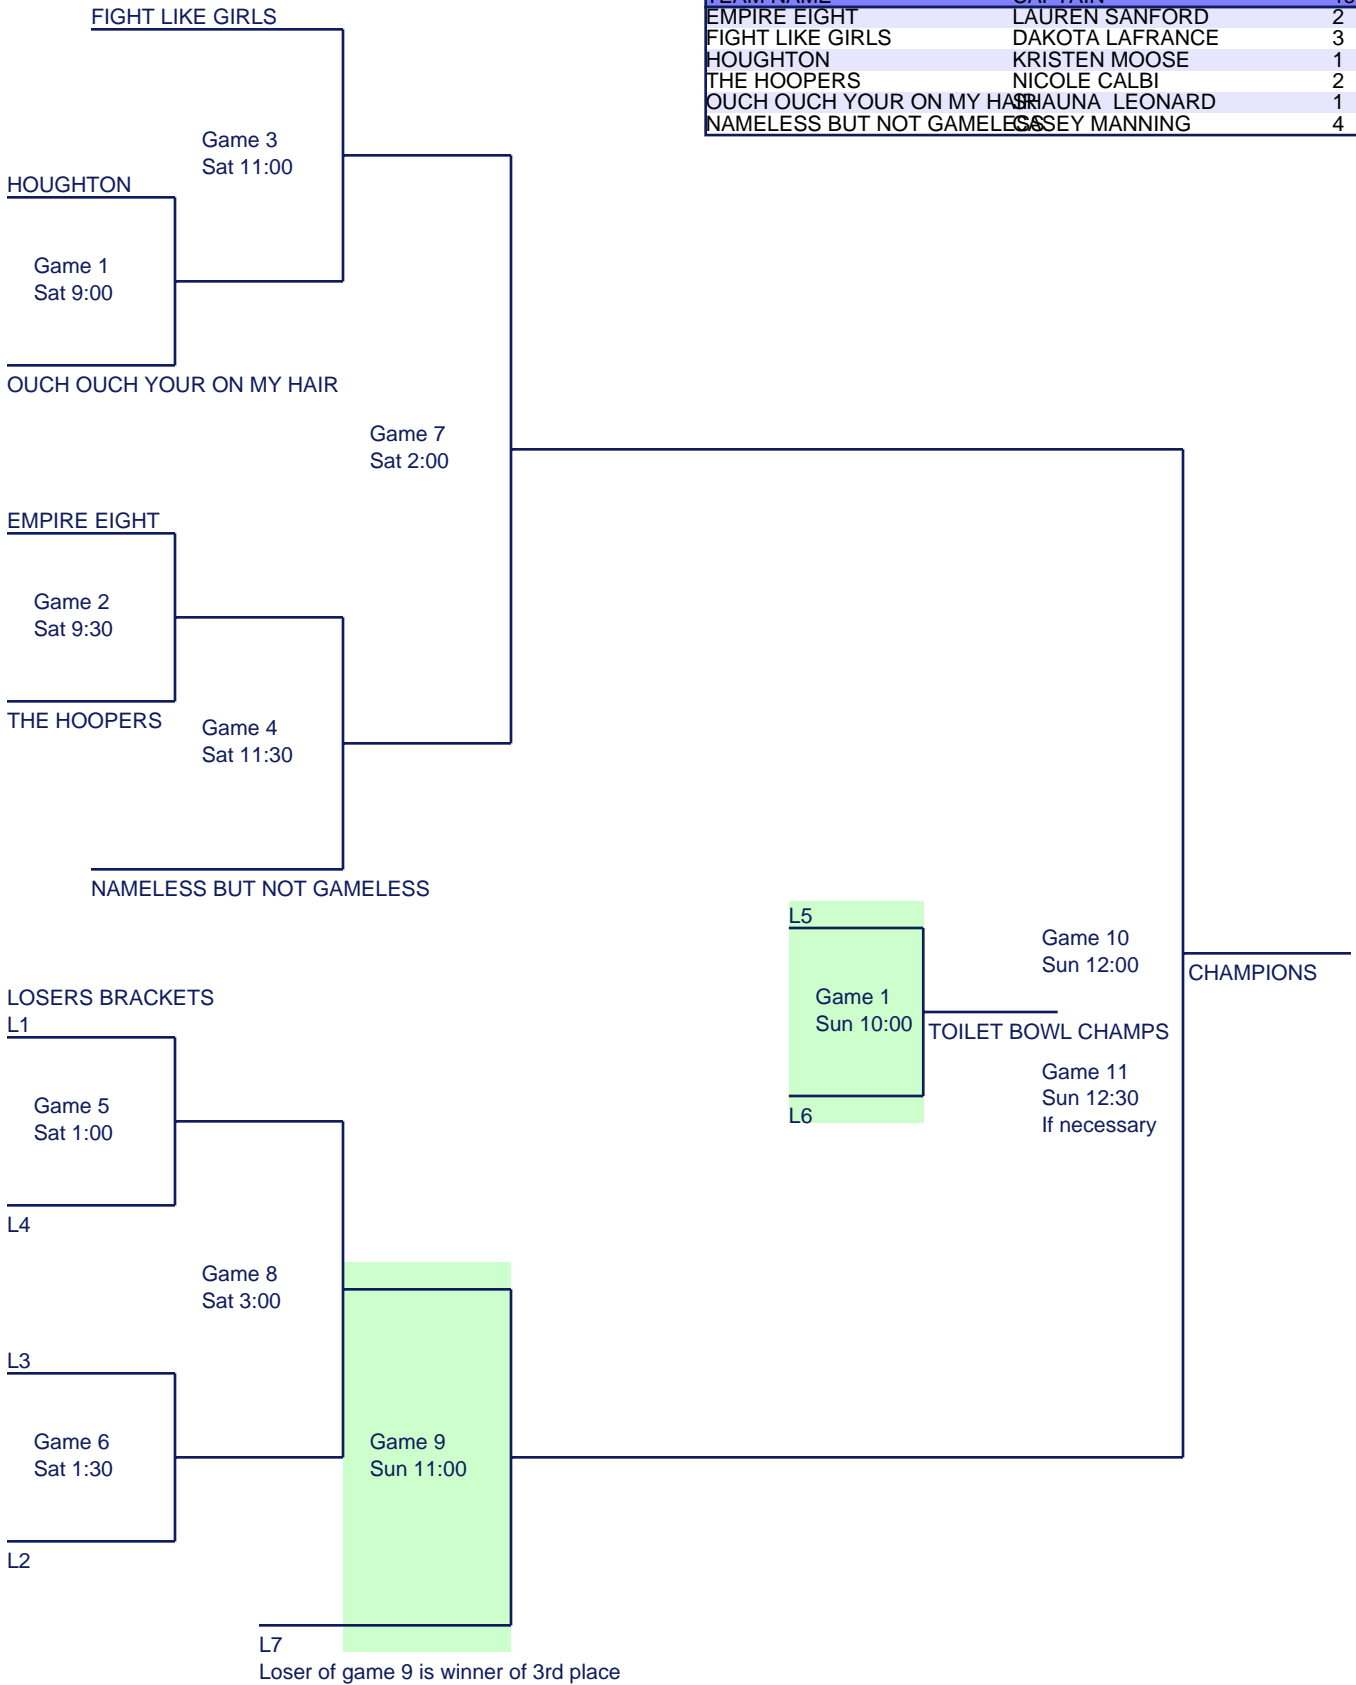 FIGHT LIKE GIRLS
TEAM NAME CAPTAIN
EMPIRE EIGHT LAUREN SANFORD 2
FIGHT LIKE GIRLS DAKOTA LAFRANCE 3
HOUGHTON KRISTEN MOOSE 1
THE HOOPERS NICOLE CALBI 2
OUCH OUCH YOUR ON MY HAIR SHAUNA LEONARD 1
NAMELESS BUT NOT GAMELESS CASEY MANNING 4
Game 3
Sat 11:00
HOUGHTON
Game 1
Sat 9:00
OUCH OUCH YOUR ON MY HAIR
Game 7
Sat 2:00
EMPIRE EIGHT
Game 2
Sat 9:30
THE HOOPERS
Game 4
Sat 11:30
NAMELESS BUT NOT GAMELESS
L5
Game 10
Sun 12:00
CHAMPIONS
Game 1
Sun 10:00
TOILET BOWL CHAMPS
Game 11
Sun 12:30
If necessary
L6
LOSERS BRACKETS
L1
Game 5
Sat 1:00
L4
Game 8
Sat 3:00
L3
Game 6
Sat 1:30
Game 9
Sun 11:00
L2
L7
Loser of game 9 is winner of 3rd place